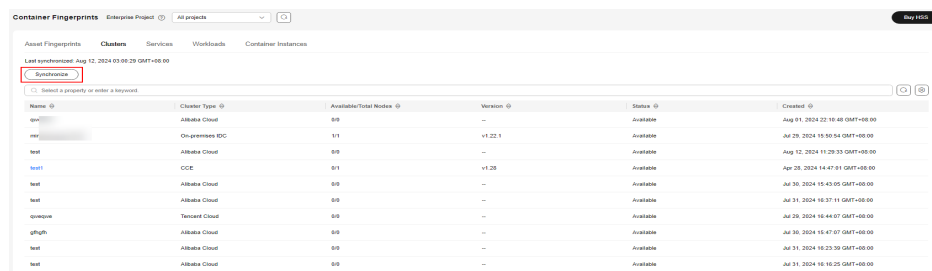 Container Fingerprints Enterprise Project All projects Buy HSS
Asset Fingerprints Clusters Services Workloads Container Instances
Last synchronized: Aug 12, 2024 03:00:29 GMT+08:00
Synchronize
Select a property or enter a keyword.
Name Cluster Type Available/Total Nodes Version Status Created
Alibaba Cloud 0/0 -- Available Aug 01, 2024 22:10:48 GMT+08:00
On-premises IDC 1/1 v1.22.1 Available Jul 29, 2024 15:50:54 GMT+08:00
test Alibaba Cloud 0/0 -- Available Aug 12, 2024 11:29:33 GMT+08:00
test1 CCE 0/1 v1.28 Available Apr 28, 2024 14:47:01 GMT+08:00
test Alibaba Cloud 0/0 -- Available Jul 30, 2024 15:43:05 GMT+08:00
test Alibaba Cloud 0/0 -- Available Jul 31, 2024 16:37:11 GMT+08:00
qweqwe Tencent Cloud 0/0 -- Available Jul 29, 2024 16:44:07 GMT+08:00
gfhgfh Alibaba Cloud 0/0 -- Available Jul 30, 2024 15:47:07 GMT+08:00
test Alibaba Cloud 0/0 -- Available Jul 31, 2024 16:23:39 GMT+08:00
test Alibaba Cloud 0/0 -- Available Jul 31, 2024 16:16:25 GMT+08:00